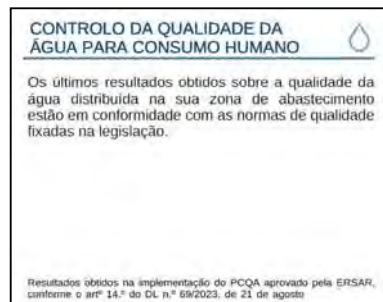 CONTROLO DA QUALIDADE DA
ÁGUA PARA CONSUMO HUMANO
Os últimos resultados obtidos sobre a qualidade da
água distribuída na sua zona de abastecimento
estão em conformidade com as normas de qualidade
fixadas na legislação.
Resultados obtidos na implementação do PCQA aprovado pela ERSAR,
conforme o artº 14.º do DL n.º 69/2023, de 21 de agosto